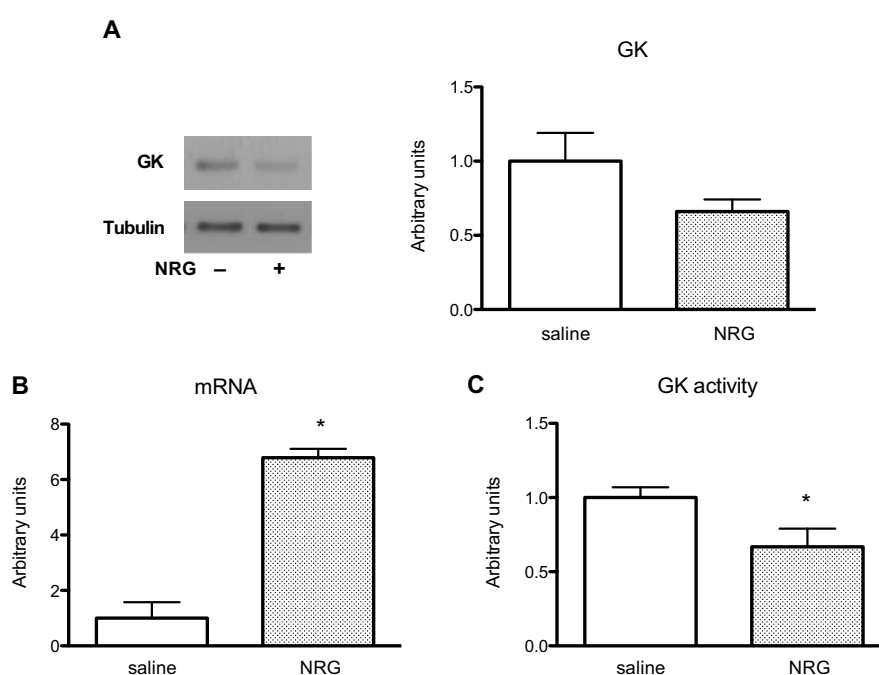 A
GK
Tubulin
NRG – +
GK
Arbitrary units
1.5
1.0
0.5
0.0
saline NRG
B
mRNA
Arbitrary units
8
6
4
2
0
*
saline NRG
C
GK activity
Arbitrary units
1.5
1.0
0.5
0.0
*
saline NRG